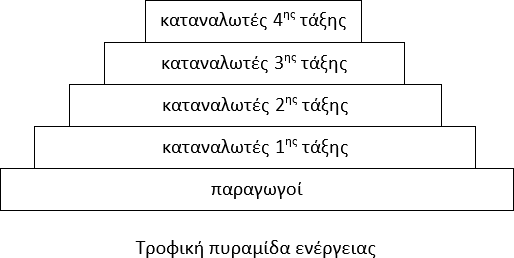 καταναλωτές 4ης τάξης
καταναλωτές 3ης τάξης
καταναλωτές 2ης τάξης
καταναλωτές 1ης τάξης
παραγωγοί
Τροφική πυραμίδα ενέργειας